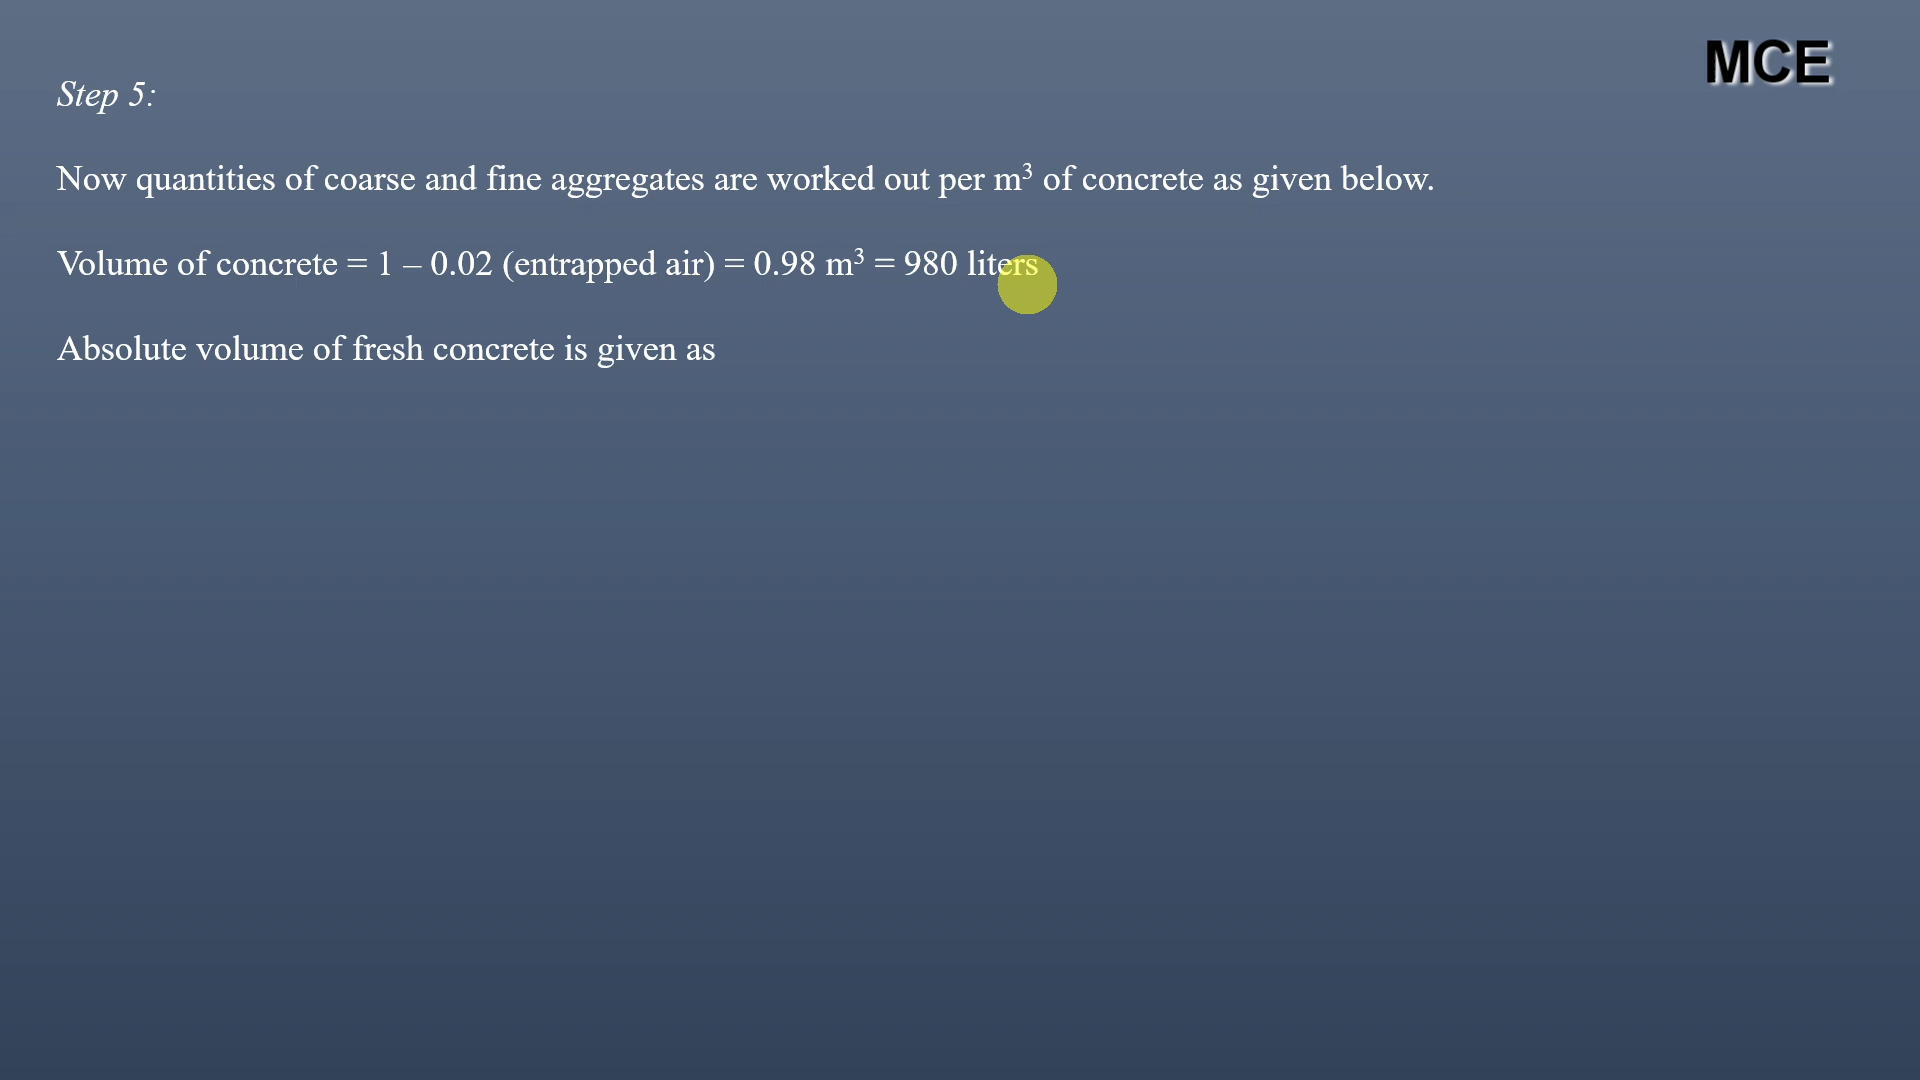 MCE
Step 5:
Now quantities of coarse and fine aggregates are worked out per m³ of concrete as given below.
Volume of concrete = 1 – 0.02 (entrapped air) = 0.98 m³ = 980 liters
Absolute volume of fresh concrete is given as